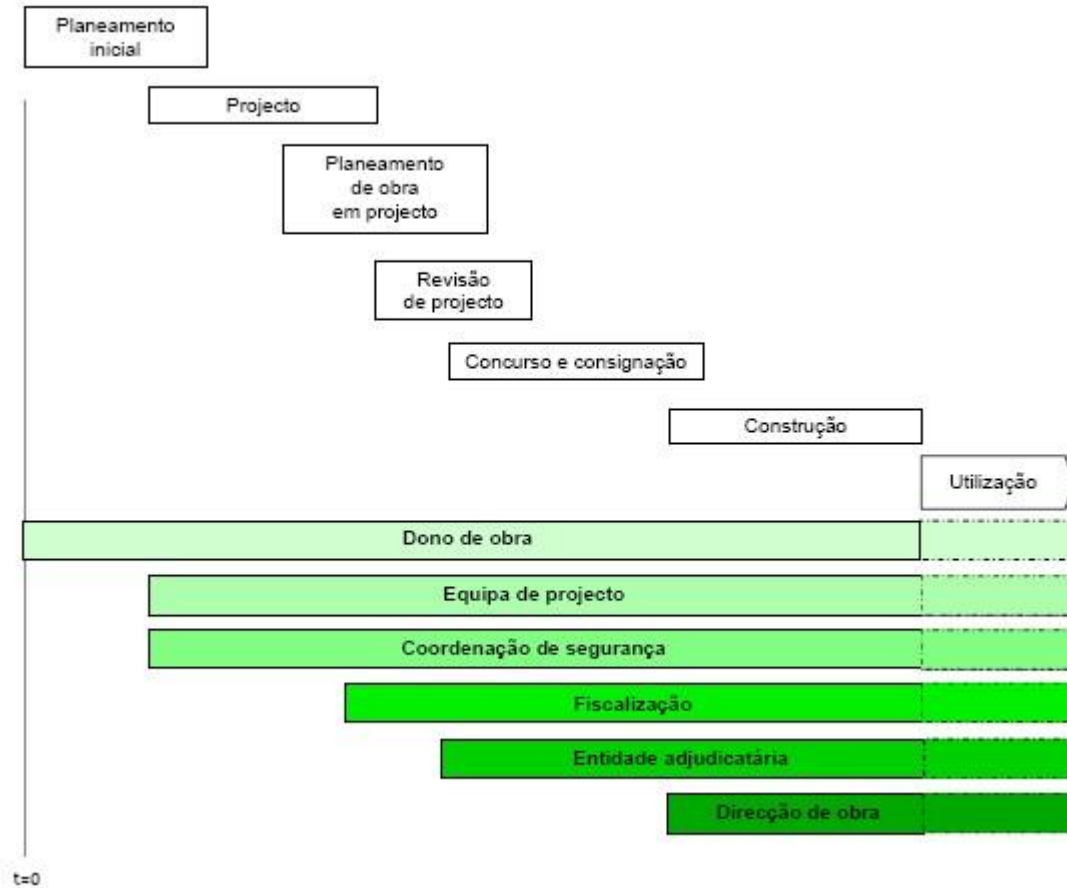 Planeamento
inicial
Projecto
Planeamento
de obra
em projecto
Revisão
de projecto
Concurso e consignação
Construção
Utilização
Dono de obra
Equipa de projecto
Coordenação de segurança
Fiscalização
Entidade adjudicatária
Direcção de obra
t=0